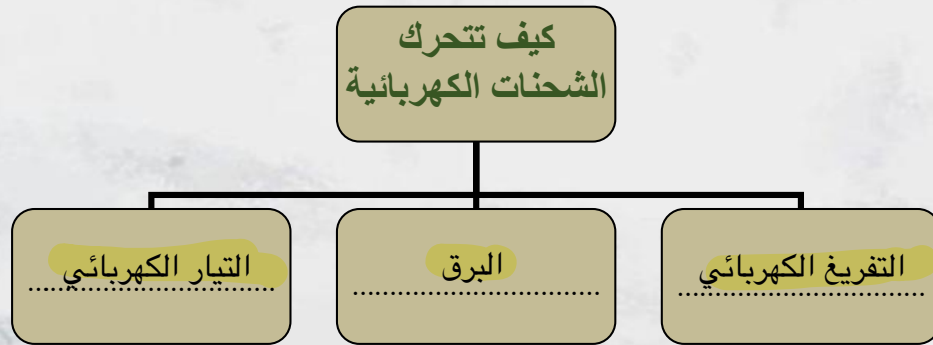 كيف تتحرك
الشحنات الكهربائية
التفريغ الكهربائي
البرق
التيار الكهربائي